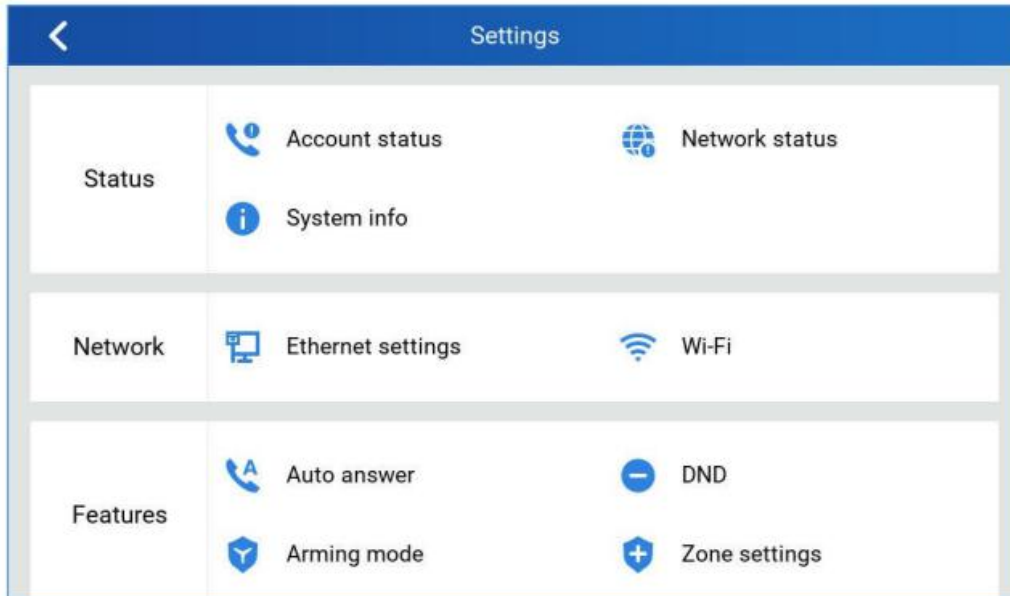 Settings
Status
Account status
Network status
System info
Network
Ethernet settings
Wi-Fi
Features
Auto answer
DND
Arming mode
Zone settings